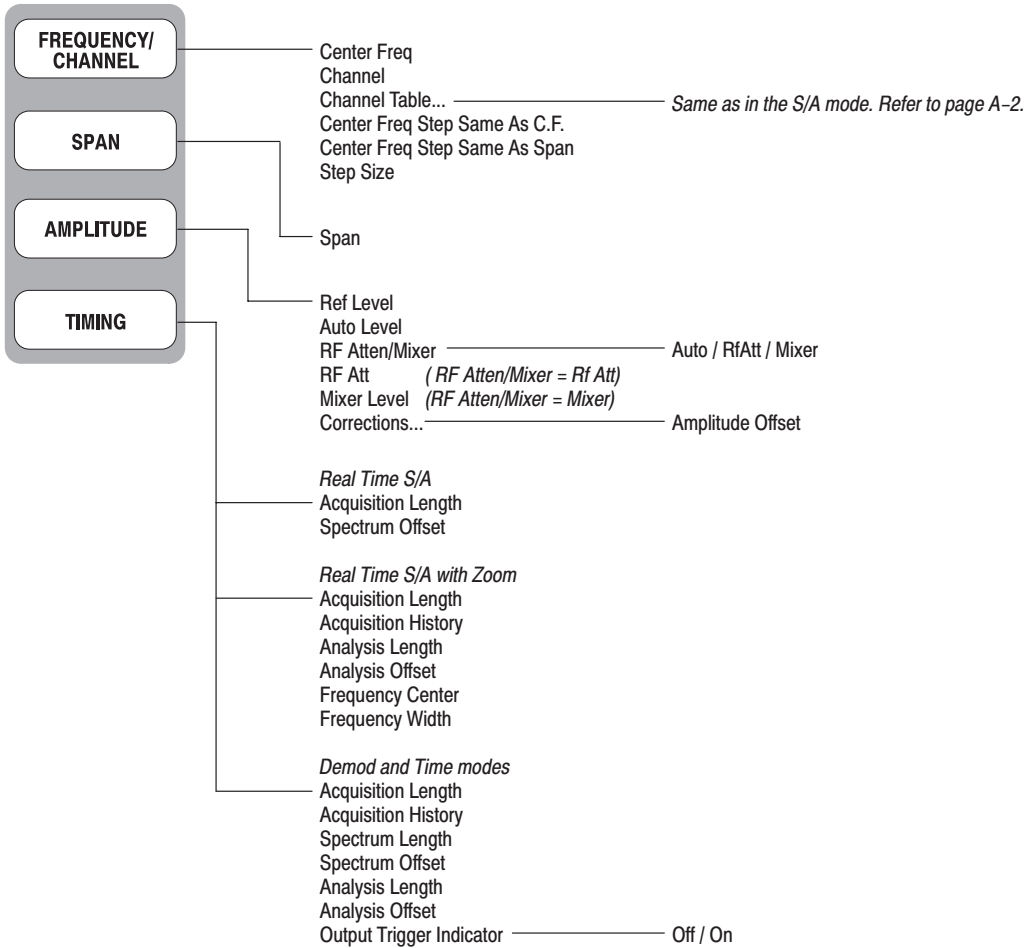 FREQUENCY/
CHANNEL
SPAN
AMPLITUDE
TIMING
Center Freq
Channel
Channel Table... Same as in the S/A mode. Refer to page A–2.
Center Freq Step Same As C.F.
Center Freq Step Same As Span
Step Size
Span
Ref Level
Auto Level
RF Atten/Mixer Auto / RfAtt / Mixer
RF Att ( RF Atten/Mixer = Rf Att)
Mixer Level (RF Atten/Mixer = Mixer)
Corrections... Amplitude Offset
Real Time S/A
Acquisition Length
Spectrum Offset
Real Time S/A with Zoom
Acquisition Length
Acquisition History
Analysis Length
Analysis Offset
Frequency Center
Frequency Width
Demod and Time modes
Acquisition Length
Acquisition History
Spectrum Length
Spectrum Offset
Analysis Length
Analysis Offset
Output Trigger Indicator Off / On